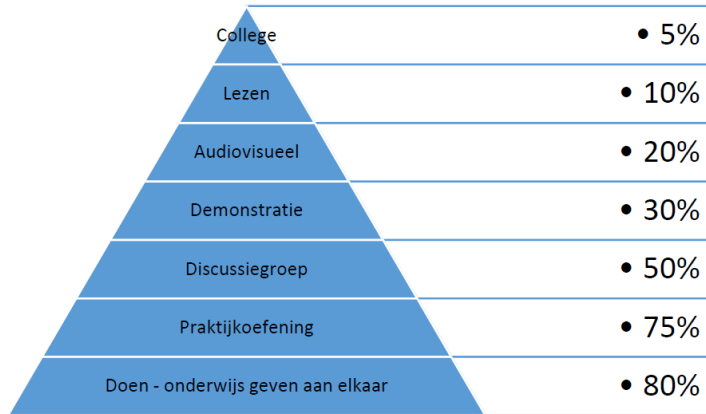 College • 5%
Lezen • 10%
Audiovisueel • 20%
Demonstratie • 30%
Discussiegroep • 50%
Praktijkoefening • 75%
Doen - onderwijs geven aan elkaar • 80%